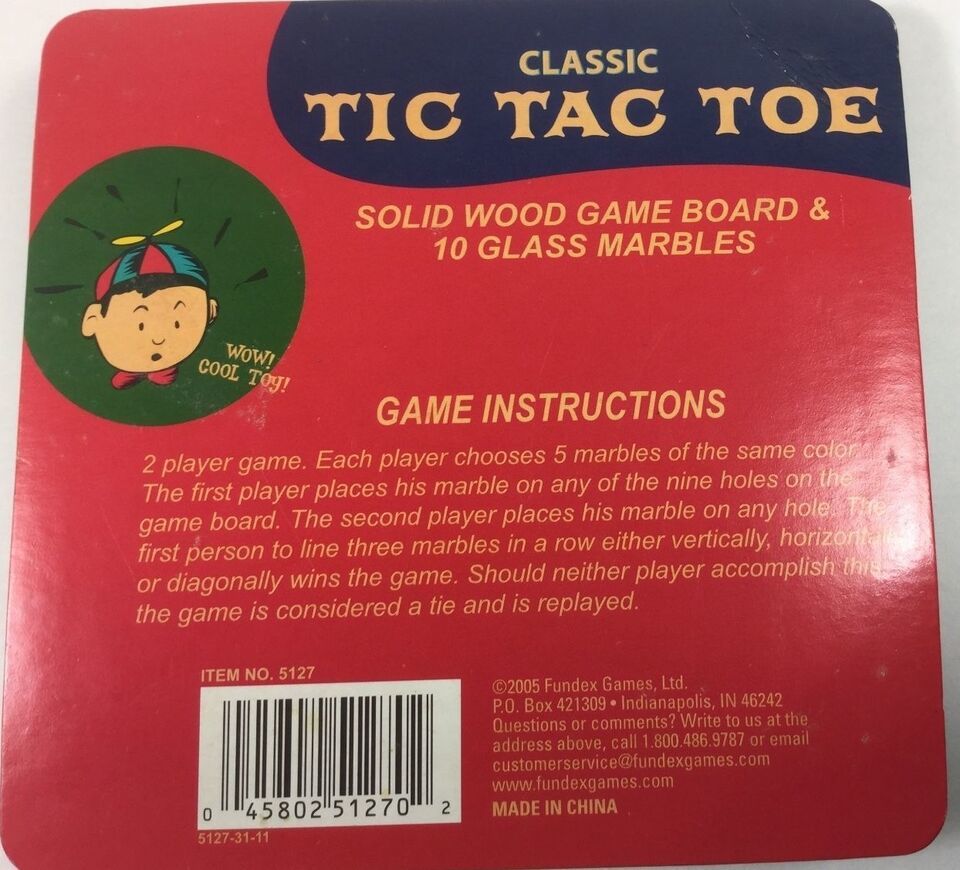 CLASSIC
TIC TAC TOE
SOLID WOOD GAME BOARD &
10 GLASS MARBLES
WOW!
COOL TOY!
GAME INSTRUCTIONS
2 player game. Each player chooses 5 marbles of the same color.
The first player places his marble on any of the nine holes on the
game board. The second player places his marble on any hole. The
first person to line three marbles in a row either vertically, horizontally
or diagonally wins the game. Should neither player accomplish this
the game is considered a tie and is replayed.
ITEM NO. 5127
0 45802 51270 2
5127-31-11
©2005 Fundex Games, Ltd.
P.O. Box 421309 • Indianapolis, IN 46242
Questions or comments? Write to us at the
address above, call 1.800.486.9787 or email
customerservice@fundexgames.com
www.fundexgames.com
MADE IN CHINA